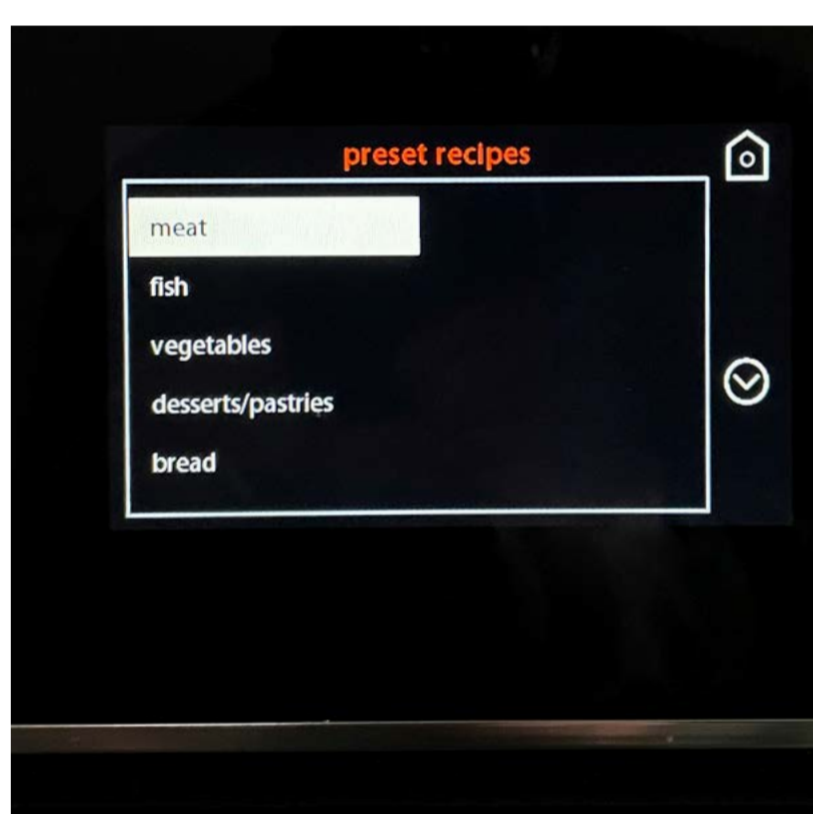 preset recipes
meat
fish
vegetables
desserts/pastries
bread